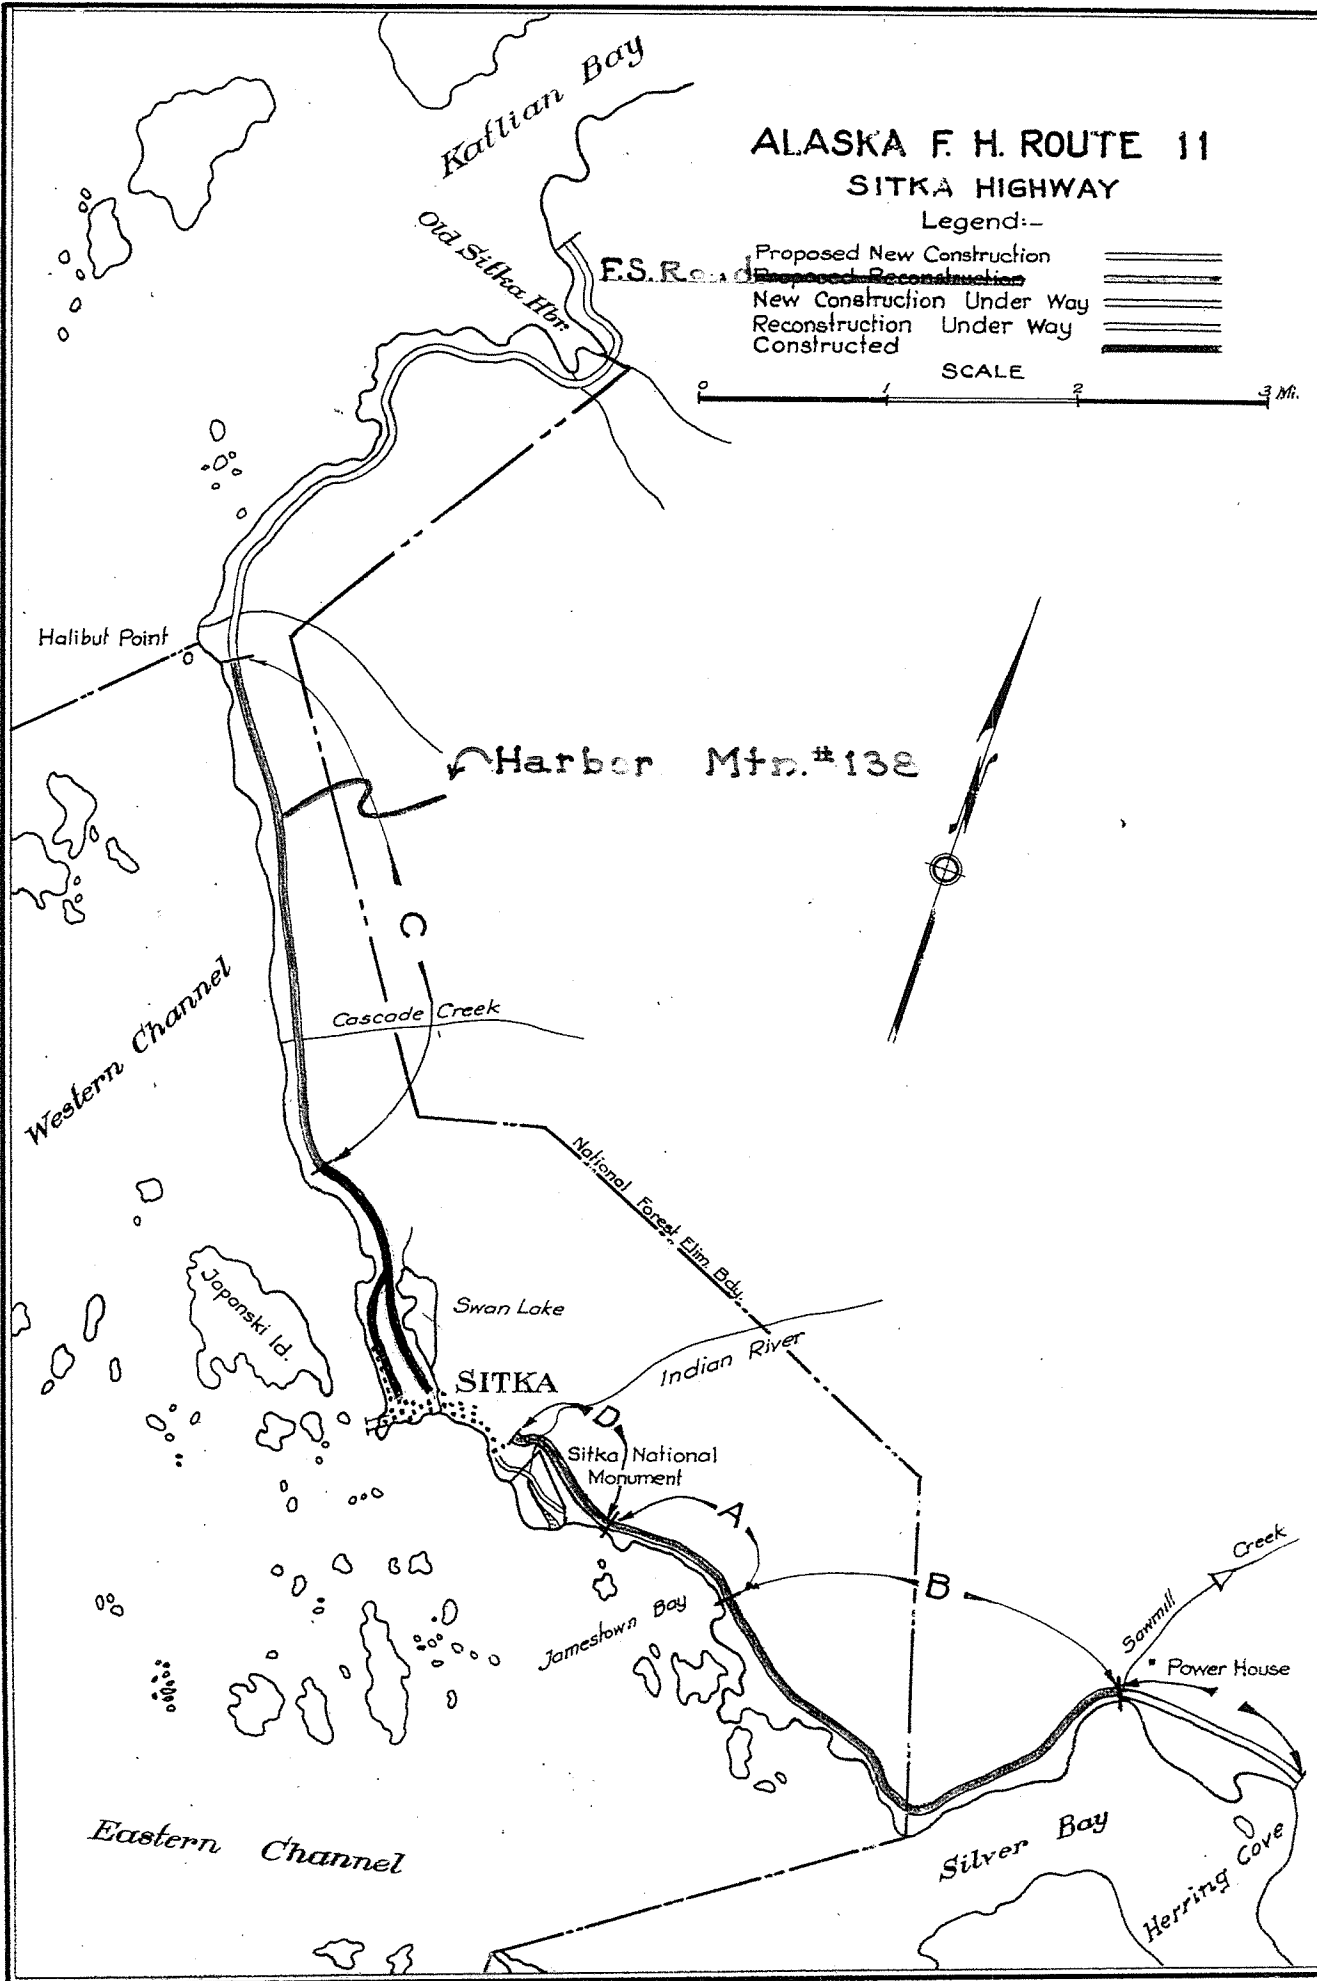 Katlian Bay
ALASKA F. H. ROUTE 11
SITKA HIGHWAY
Legend:-
Proposed New Construction
F.S. Road Proposed Reconstruction
New Construction Under Way
Reconstruction Under Way
Constructed
SCALE
0 1 2 3 Mi.
Old Sitka Hbr.
Halibut Point
Harbor Mtn. #138
C
Cascade Creek
Western Channel
National Forest Elim. Bdy.
Japonski Id.
Swan Lake
Indian River
SITKA
D
Sitka National
Monument
A
B
Creek
Sawmill
Jamestown Bay
Power House
Eastern Channel
Silver Bay
Herring Cove